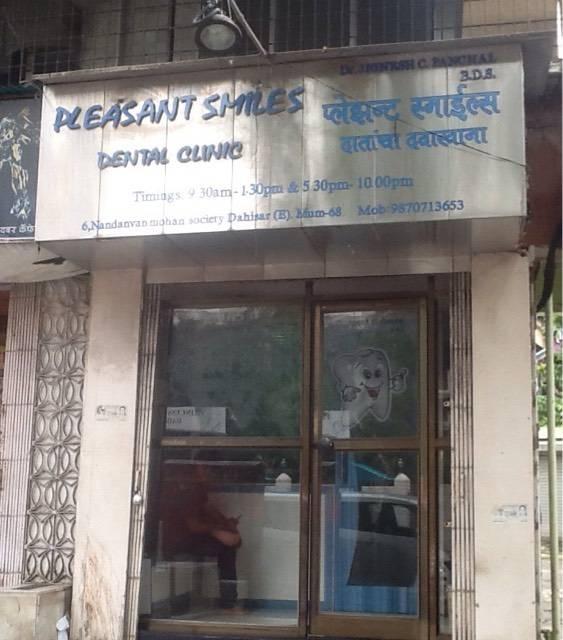 Dr. JIGNESH C. PANCHAL
B.D.S.
PLEASANT SMILES
DENTAL CLINIC
प्लेझन्ट स्माईल्स
दातांचा दवाखाना
Timings: 9.30am-1.30pm & 5.30pm-10.00pm
6,Nandanvan mohan society Dahisar (E). Mum-68 Mob:9870713653